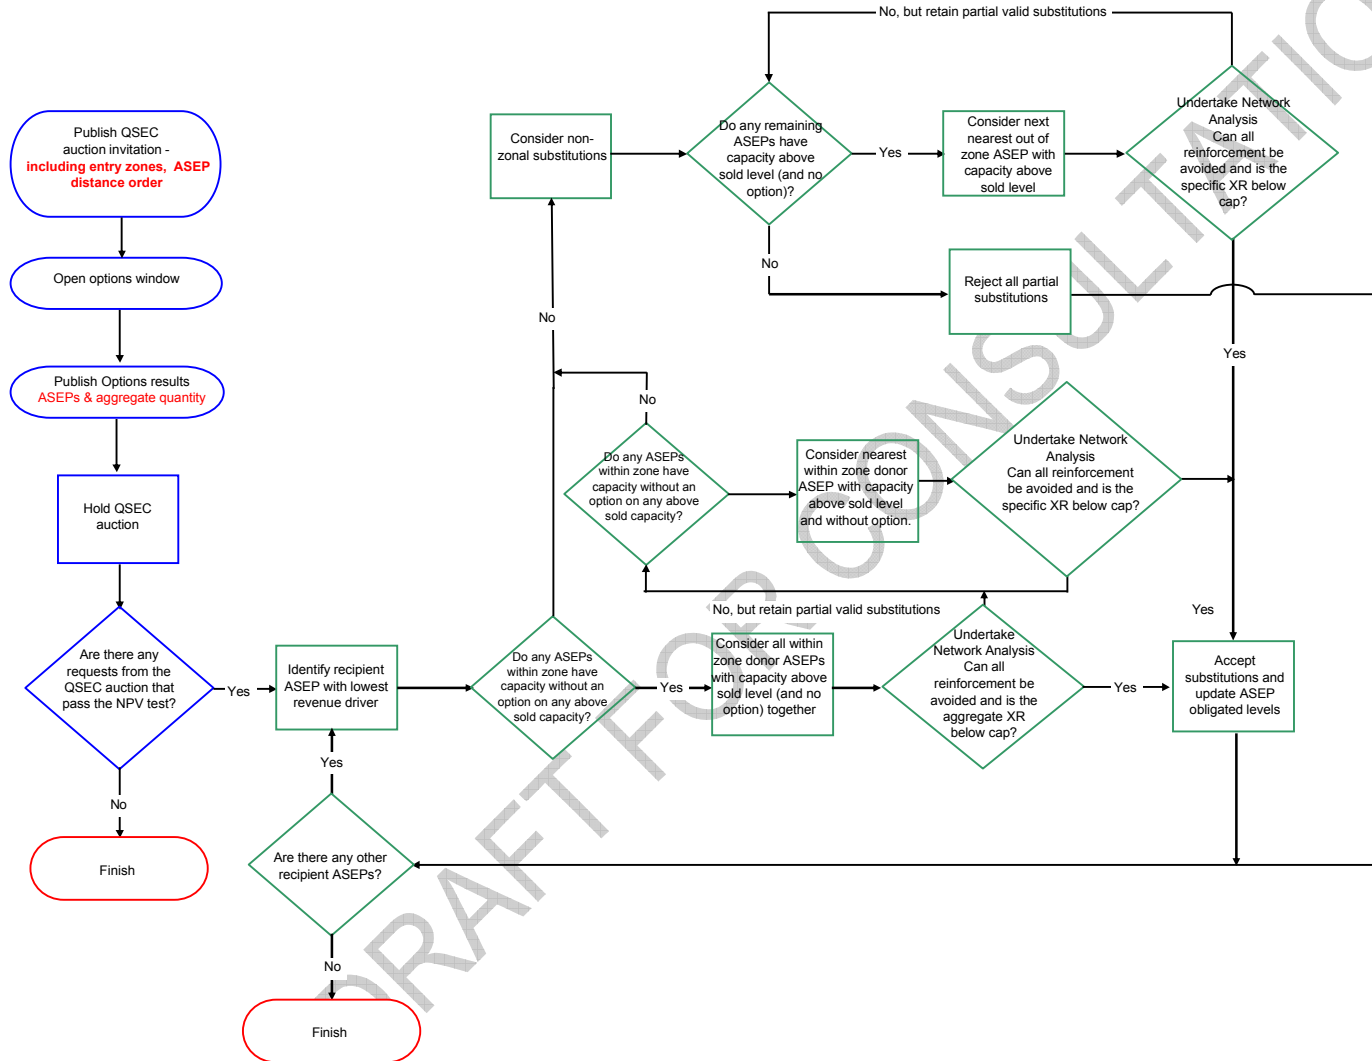 No, but retain partial valid substitutions
Publish QSEC
auction invitation -
including entry zones, ASEP
distance order
Open options window
Publish Options results
ASEPs & aggregate quantity
Hold QSEC
auction
Are there any
requests from the
QSEC auction that
pass the NPV test?
Yes
No
Finish
Identify recipient
ASEP with lowest
revenue driver
Yes
Are there any other
recipient ASEPs?
No
Finish
Do any ASEPs
within zone have
capacity without an
option on any above
sold capacity?
No
Yes
Consider non-
zonal substitutions
Do any remaining
ASEPs have
capacity above
sold level (and no
option)?
Yes
No
Consider next
nearest out of
zone ASEP with
capacity above
sold level
Undertake Network
Analysis
Can all
reinforcement be
avoided and is the
specific XR below
cap?
Yes
Reject all partial
substitutions
No
Do any ASEPs
within zone have
capacity without an
option on any above
sold capacity?
Consider nearest
within zone donor
ASEP with capacity
above sold level
and without option.
Undertake Network
Analysis
Can all reinforcement
be avoided and is the
specific XR below cap?
Yes
No, but retain partial valid substitutions
Consider all within
zone donor ASEPs
with capacity above
sold level (and no
option) together
Undertake
Network Analysis
Can all
reinforcement be
avoided and is the
aggregate XR
below cap?
Yes
Accept
substitutions and
update ASEP
obligated levels
DRAFT FOR CONSULTATIO